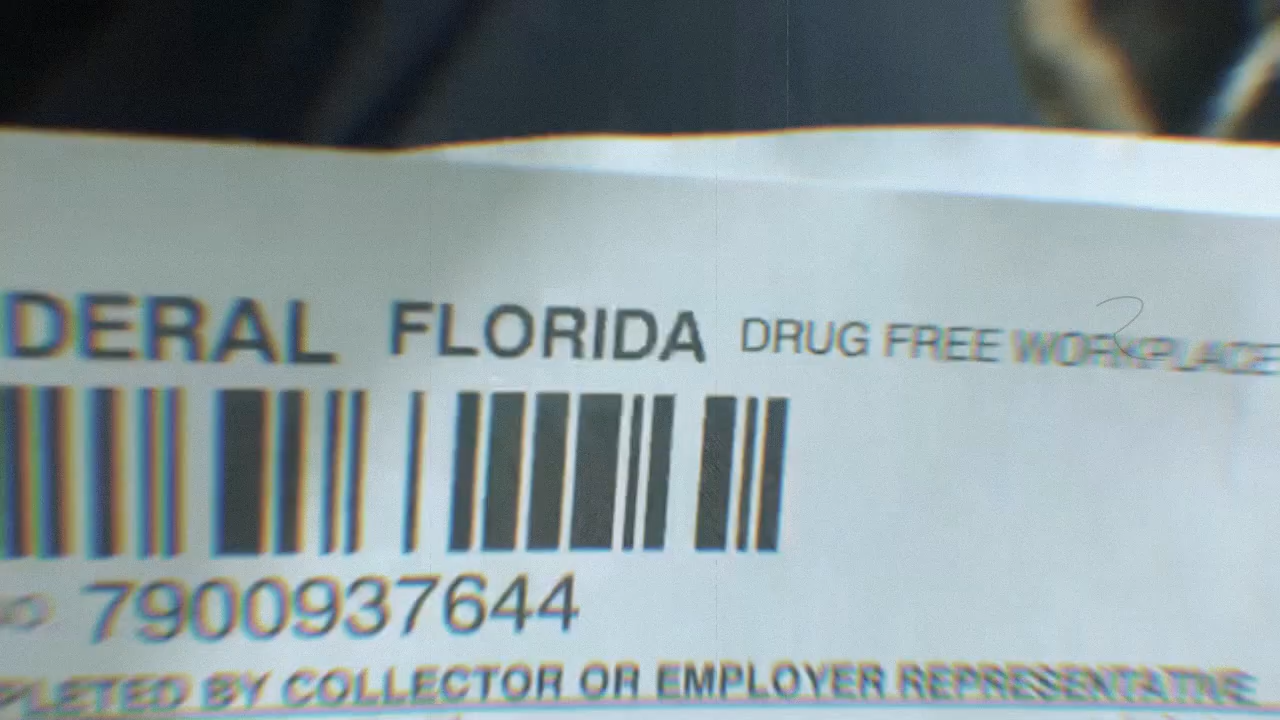 DERAL FLORIDA DRUG FREE WORKPLACE
7900937644
PLETED BY COLLECTOR OR EMPLOYER REPRESENTATIVE